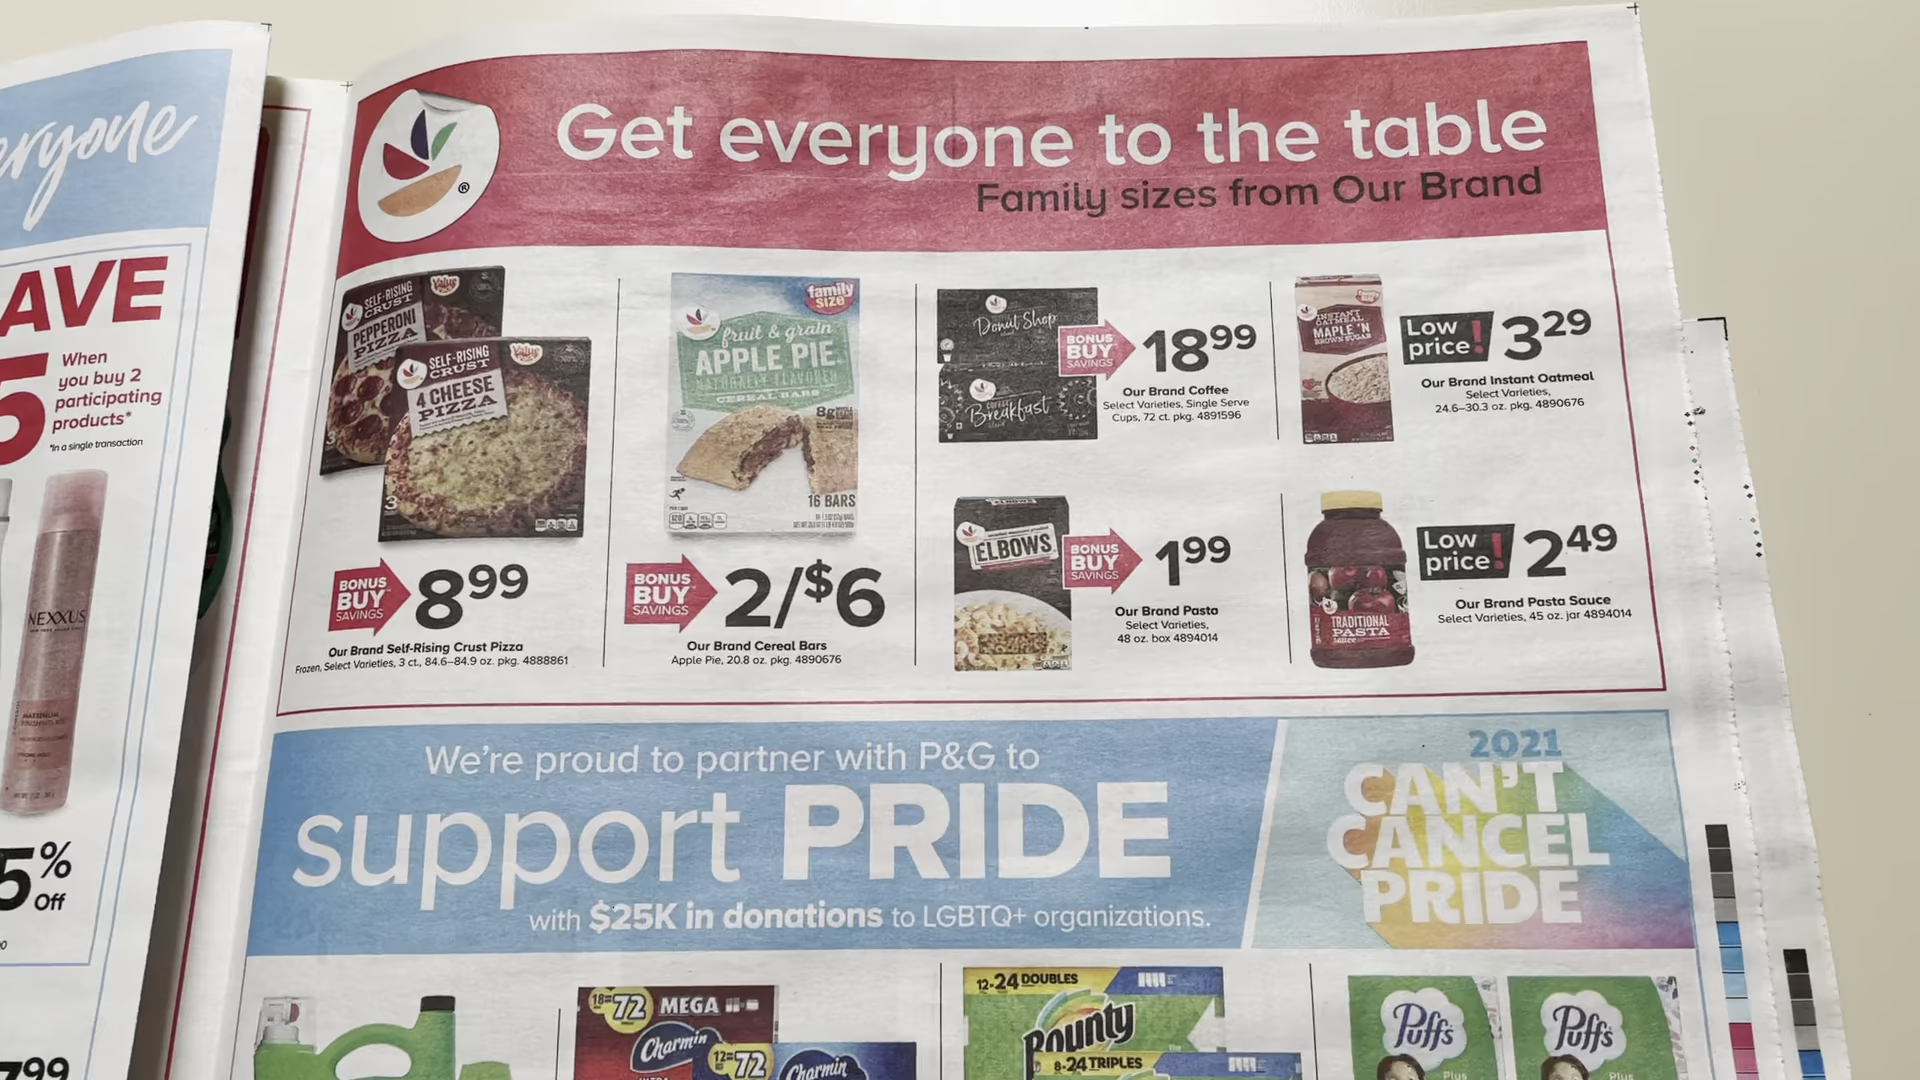 eryone
AVE
5
When
you buy 2
participating
products*
*In a single transaction
NEXXUS
5%
Off
799
®
Get everyone to the table
Family sizes from Our Brand
SELF-RISING
CRUST
PEPPERONI
PIZZA
Value
SELF-RISING
CRUST
4 CHEESE
PIZZA
Value
3
BONUS
BUY
SAVINGS
8 99
Our Brand Self-Rising Crust Pizza
Frozen, Select Varieties, 3 ct., 84.6–84.9 oz. pkg. 4888861
family
size
fruit & grain
APPLE PIE
NATURALLY FLAVORED
CEREAL BARS
8g
16 BARS
BONUS
BUY
SAVINGS
2/$6
Our Brand Cereal Bars
Apple Pie, 20.8 oz. pkg. 4890676
Donut Shop
Breakfast
BONUS
BUY
SAVINGS
18 99
Our Brand Coffee
Select Varieties, Single Serve
Cups, 72 ct. pkg. 4891596
INSTANT
OATMEAL
MAPLE 'N
BROWN SUGAR
Low
price!
3 29
Our Brand Instant Oatmeal
Select Varieties,
24.6–30.3 oz. pkg. 4890676
ELBOWS
ELBOWS
BONUS
BUY
SAVINGS
1 99
Our Brand Pasta
Select Varieties,
48 oz. box 4894014
TRADITIONAL
PASTA
sauce
Low
price!
2 49
Our Brand Pasta Sauce
Select Varieties, 45 oz. jar 4894014
We're proud to partner with P&G to
support PRIDE
with $25K in donations to LGBTQ+ organizations.
2021
CAN'T
CANCEL
PRIDE
18=72 MEGA
Charmin
12=72
Charmin
12=24 DOUBLES
Bounty
8=24 TRIPLES
Puffs
Plus
Puffs
Plus